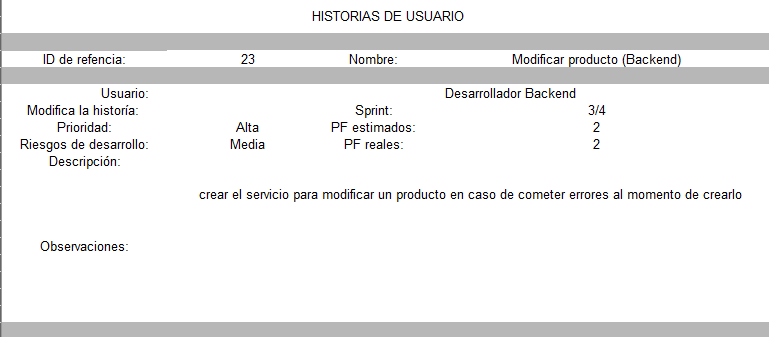 HISTORIAS DE USUARIO
ID de refencia: 23 Nombre: Modificar producto (Backend)
Usuario: Desarrollador Backend
Modifica la historía: Sprint: 3/4
Prioridad: Alta PF estimados: 2
Riesgos de desarrollo: Media PF reales: 2
Descripción:
crear el servicio para modificar un producto en caso de cometer errores al momento de crearlo
Observaciones: